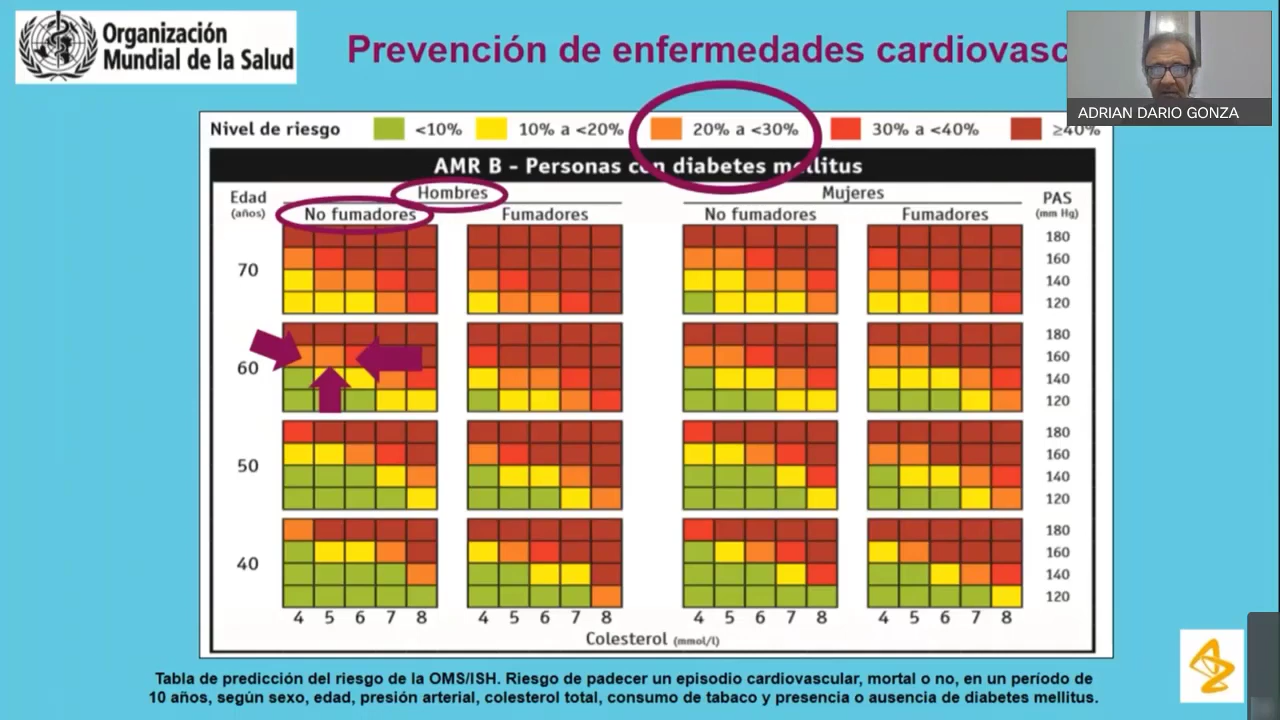 Organización
Mundial de la Salud
Prevención de enfermedades cardiovasc
ADRIAN DARIO GONZA
Nivel de riesgo <10% 10% a <20% 20% a <30% 30% a <40% ≥40%
AMR B - Personas con diabetes mellitus
Edad Hombres Mujeres PAS
(años) No fumadores Fumadores No fumadores Fumadores (mm Hg)
180
70 160
140
120
180
60 160
140
120
180
50 160
140
120
180
40 160
140
120
4 5 6 7 8 4 5 6 7 8 4 5 6 7 8 4 5 6 7 8
Colesterol (mmol/l)
Tabla de predicción del riesgo de la OMS/ISH. Riesgo de padecer un episodio cardiovascular, mortal o no, en un período de
10 años, según sexo, edad, presión arterial, colesterol total, consumo de tabaco y presencia o ausencia de diabetes mellitus.